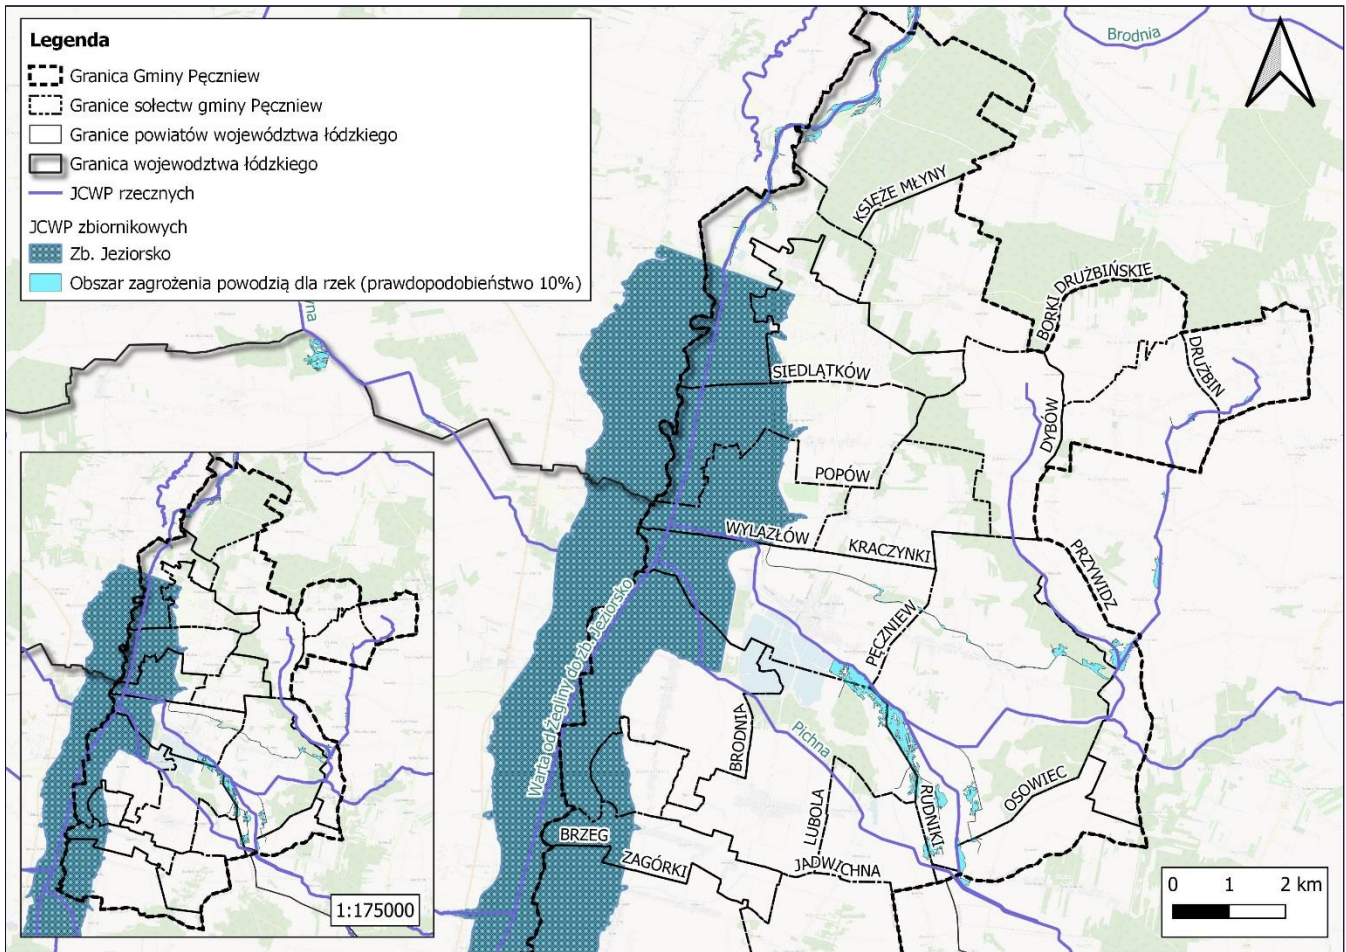 Legenda
Granica Gminy Pęczniew
Granice sołectw gminy Pęczniew
Granice powiatów województwa łódzkiego
Granica wojewodztwa łódzkiego
JCWP rzecznych
JCWP zbiornikowych
Zb. Jeziorsko
Obszar zagrożenia powodzią dla rzek (prawdopodobieństwo 10%)
Brodnia
KSIĘŻE MŁYNY
BORKI DRUŻBIŃSKIE
DRUŻBIN
SIEDLĄTKÓW
DYBÓW
POPÓW
WYLAZŁÓW
KRACZYNKI
PRZYWIDZ
PĘCZNIEW
Warta od Żegliny do zb. Jeziorsko
BRODNIA
Pichna
LUBOLA
RUDNIKI
OSOWIEC
BRZEG
ZAGÓRKI
JADWICHNA
1:175000
0 1 2 km